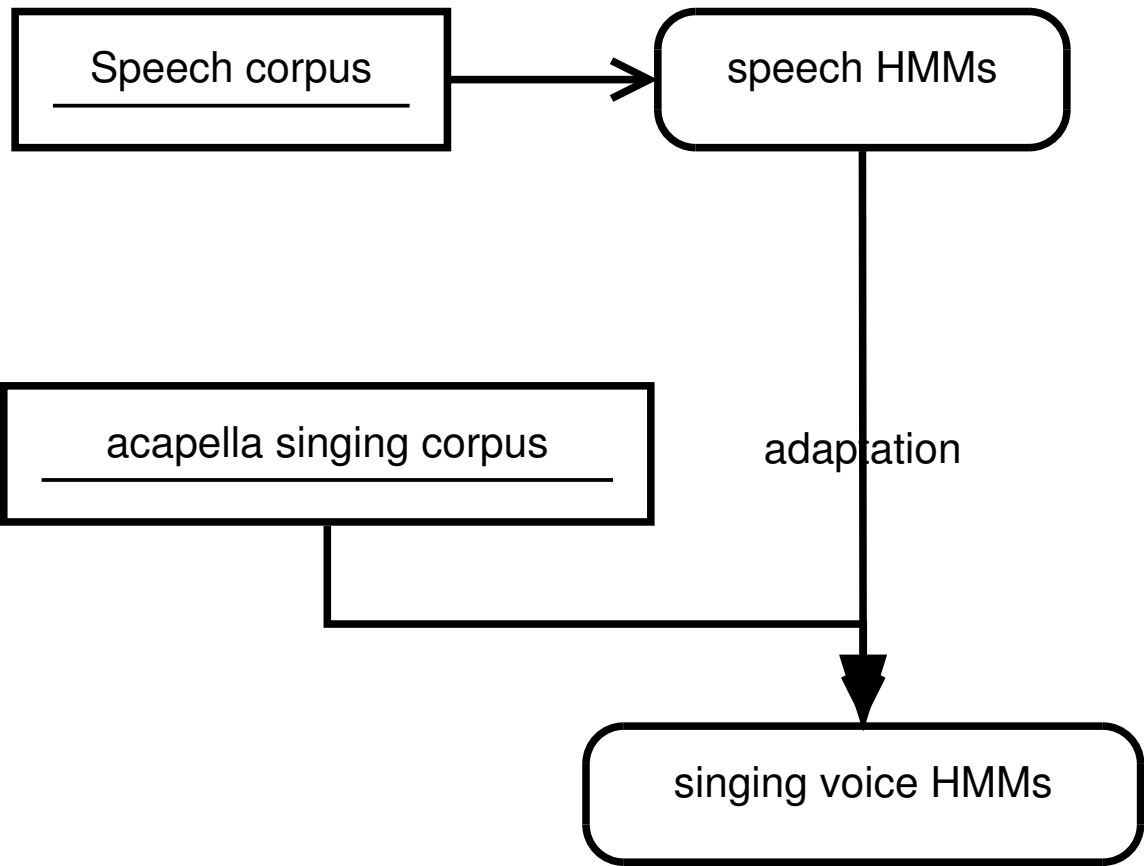 Speech corpus
speech HMMs
acapella singing corpus
adaptation
singing voice HMMs